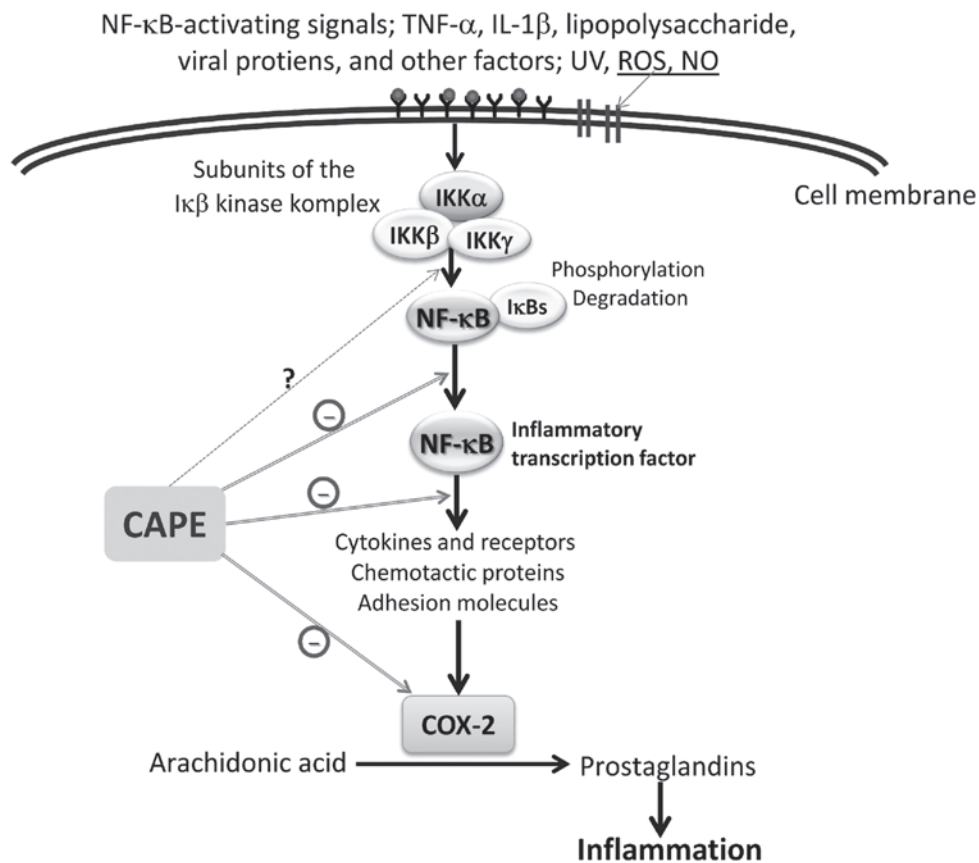 NF-κB-activating signals; TNF-α, IL-1β, lipopolysaccharide,
viral protiens, and other factors; UV, ROS, NO
Subunits of the
Iκβ kinase komplex
Cell membrane
IKKα
IKKβ
IKKγ
Phosphorylation
Degradation
NF-κB
IκBs
?
−
NF-κB
Inflammatory
transcription factor
−
CAPE
Cytokines and receptors
Chemotactic proteins
Adhesion molecules
−
COX-2
Arachidonic acid
Prostaglandins
Inflammation